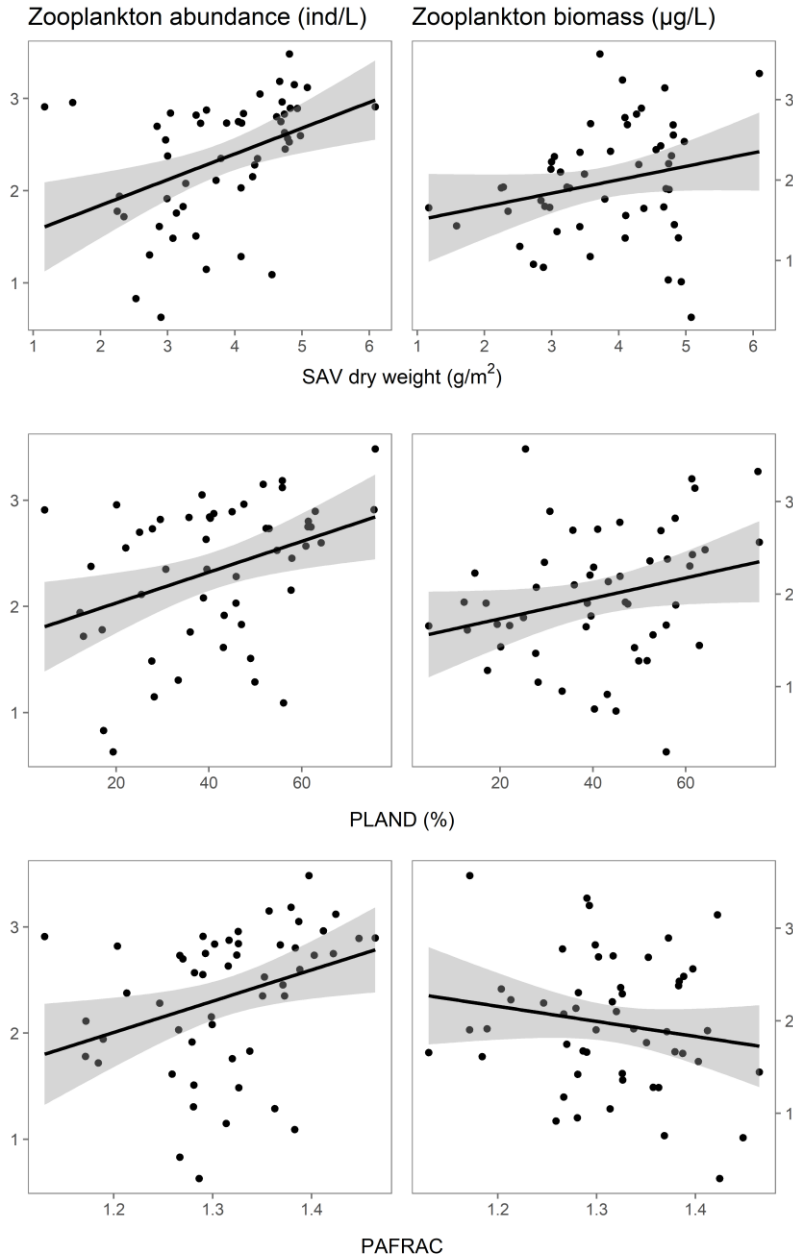 Zooplankton abundance (ind/L) Zooplankton biomass (µg/L)
3 3
2 2
1 1
1 2 3 4 5 6 1 2 3 4 5 6
SAV dry weight (g/m²)
3 3
2 2
1 1
20 40 60 20 40 60
PLAND (%)
3 3
2 2
1 1
1.2 1.3 1.4 1.2 1.3 1.4
PAFRAC